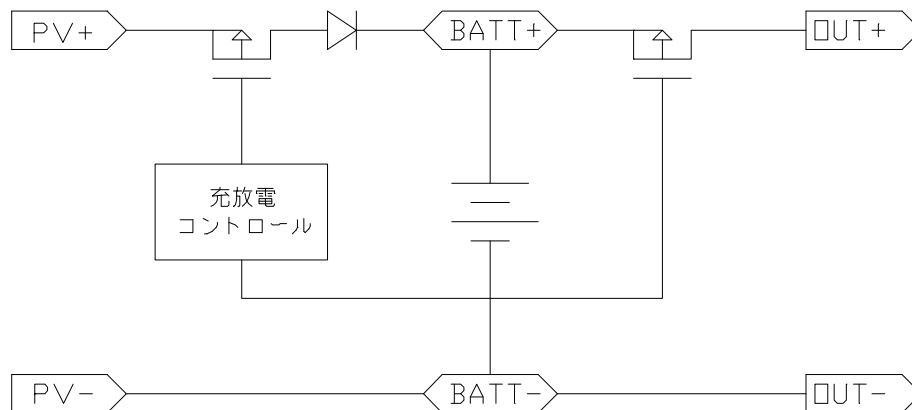 PV+
BATT+
OUT+
充放電
コントロール
PV-
BATT-
OUT-